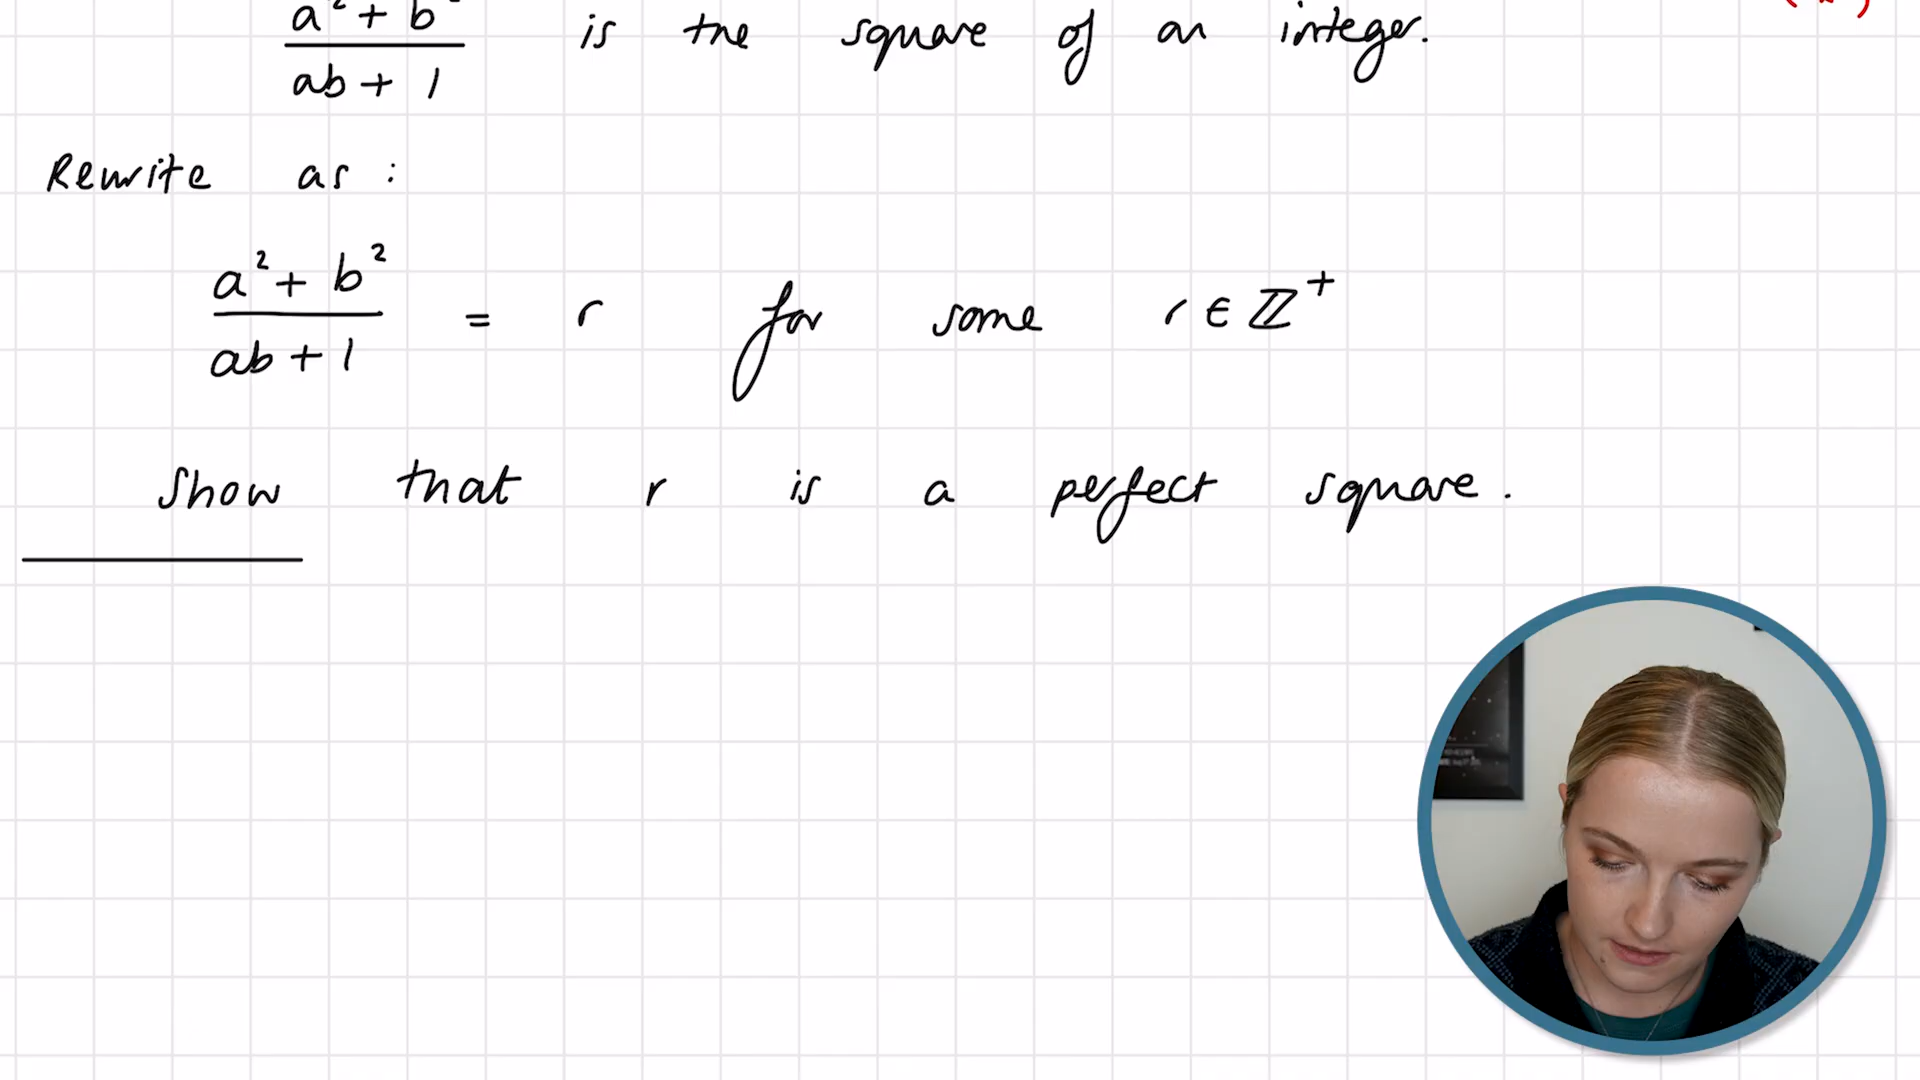 a² + b²
ab + 1
is the square of an integer.
Rewrite as:
a² + b²
ab + 1
= r for some r ∈ ℤ⁺
Show that r is a perfect square.